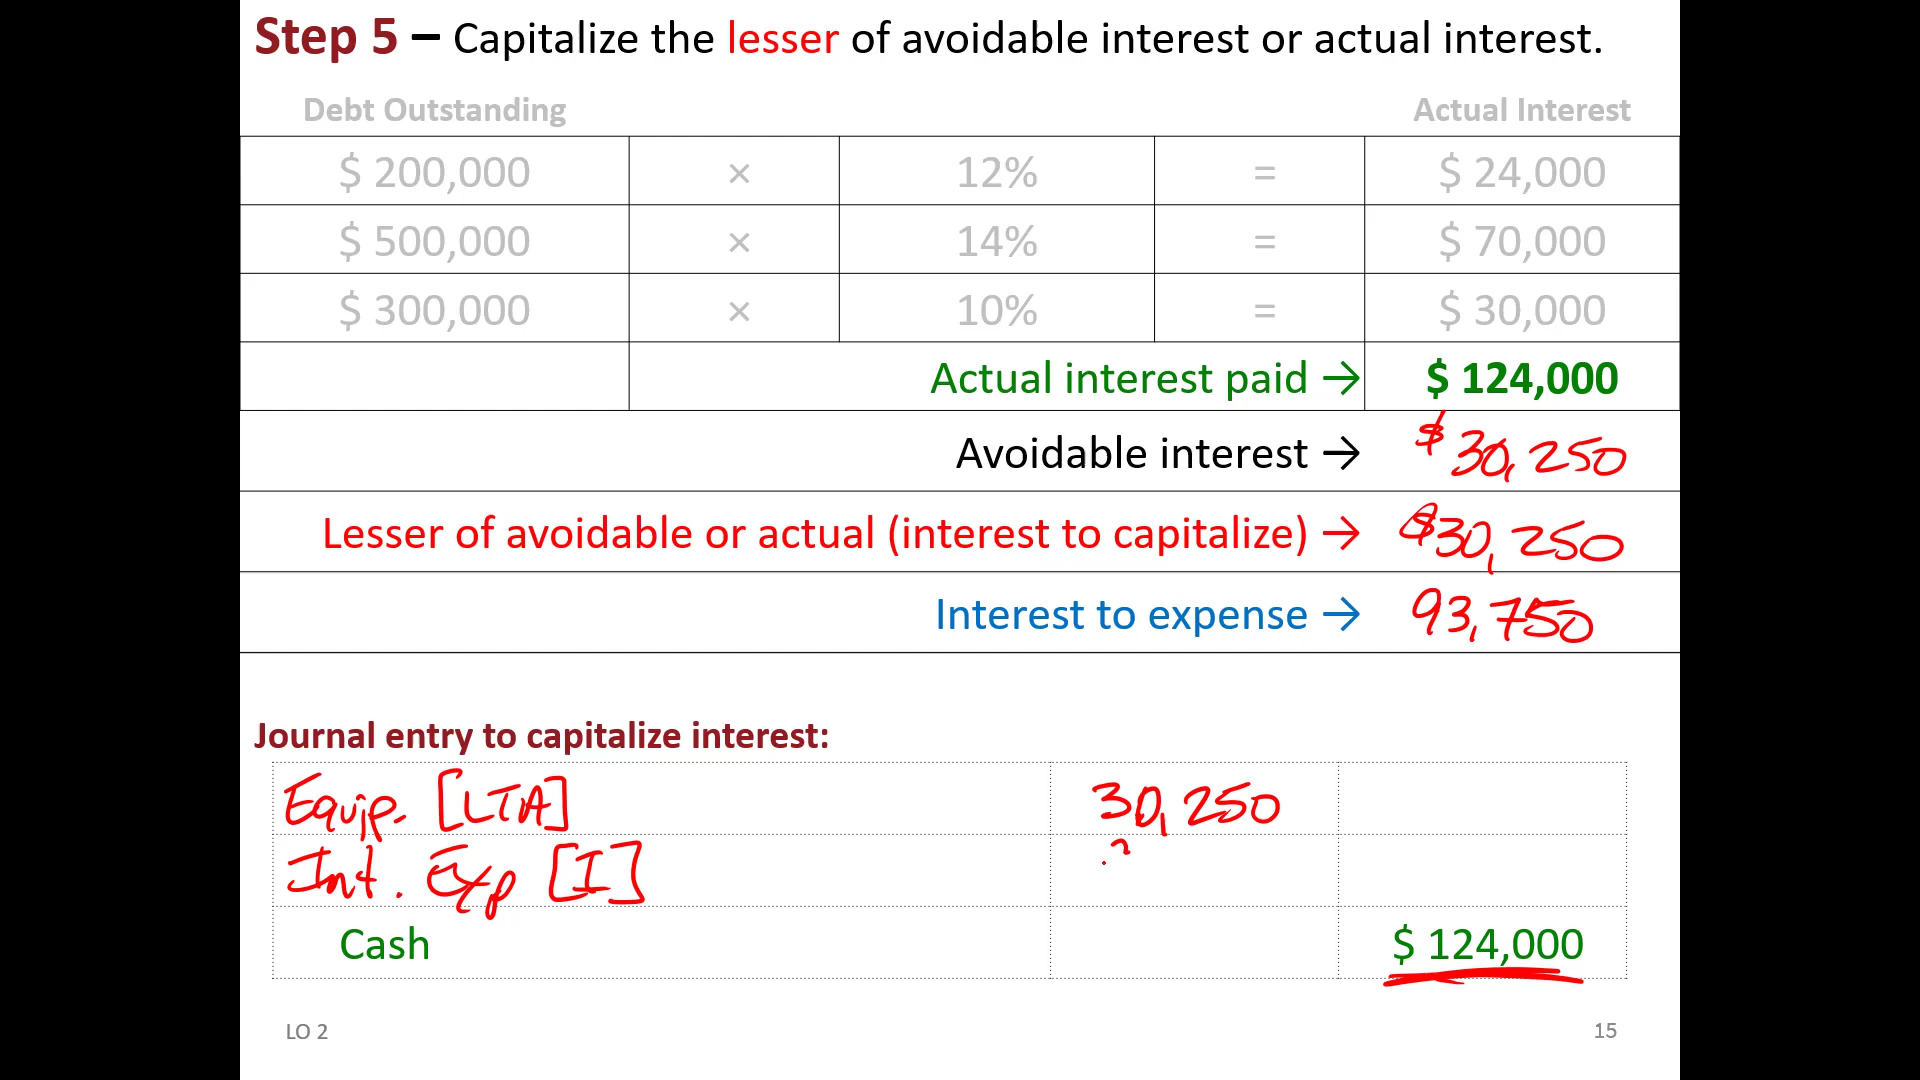 Step 5 – Capitalize the lesser of avoidable interest or actual interest.
Debt Outstanding Actual Interest
$ 200,000 × 12% = $ 24,000
$ 500,000 × 14% = $ 70,000
$ 300,000 × 10% = $ 30,000
Actual interest paid → $ 124,000
Avoidable interest → $30,250
Lesser of avoidable or actual (interest to capitalize) → $30,250
Interest to expense → 93,750
Journal entry to capitalize interest:
Equip. [LTA] 30,250
Int. Exp [I]
Cash $ 124,000
LO 2 15